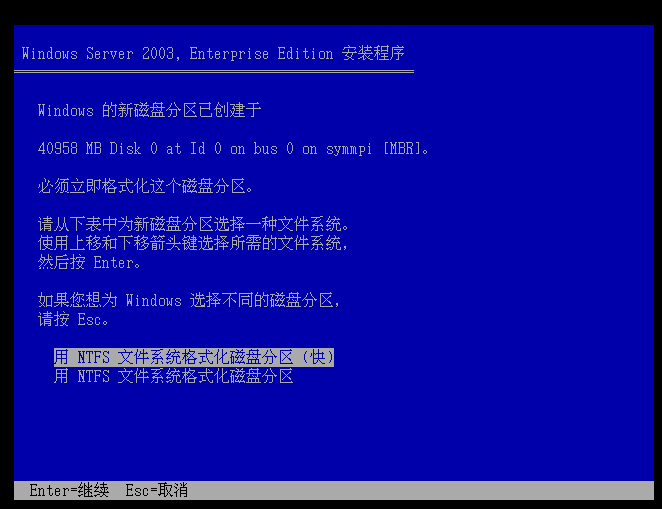 Windows Server 2003, Enterprise Edition 安装程序
Windows 的新磁盘分区已创建于
40958 MB Disk 0 at Id 0 on bus 0 on symmpi [MBR]。
必须立即格式化这个磁盘分区。
请从下表中为新磁盘分区选择一种文件系统。
使用上移和下移箭头键选择所需的文件系统，
然后按 Enter。
如果您想为 Windows 选择不同的磁盘分区，
请按 Esc。
用 NTFS 文件系统格式化磁盘分区（快）
用 NTFS 文件系统格式化磁盘分区
Enter=继续  Esc=取消